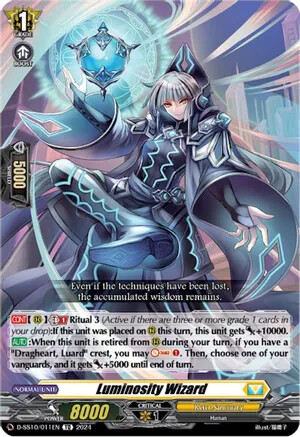 1
GRADE
BOOST
5000
SHIELD
Even if the techniques have been lost,
the accumulated wisdom remains.
CONT 【 】 1 Ritual 3 (Active if there are three or more grade 1 cards in
your drop):If this unit was placed on this turn, this unit gets +10000.
AUTO:When this unit is retired from during your turn, if you have a
"Dragheart, Luard" crest, you may 1. Then, choose one of your
vanguards, and it gets +5000 until end of turn.
NORMAL UNIT
Luminosity Wizard
D-SS10/011EN 2024
POWER 8000
CRITICAL 1
Keter Sanctuary
Human